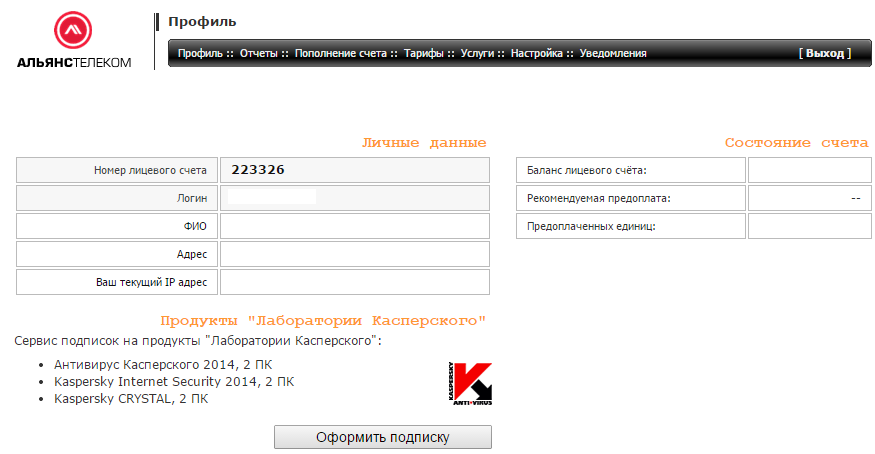 АЛЬЯНСТЕЛЕКОМ
Профиль
Профиль :: Отчеты :: Пополнение счета :: Тарифы :: Услуги :: Настройка :: Уведомления [ Выход ]
Личные данные
Номер лицевого счета 223326
Логин
ФИО
Адрес
Ваш текущий IP адрес
Состояние счета
Баланс лицевого счёта:
Рекомендуемая предоплата: --
Предоплаченных единиц:
Продукты "Лаборатории Касперского"
Сервис подписок на продукты "Лаборатории Касперского":
Антивирус Касперского 2014, 2 ПК
Kaspersky Internet Security 2014, 2 ПК
Kaspersky CRYSTAL, 2 ПК
KASPERSKY
ANTI-VIRUS
Оформить подписку